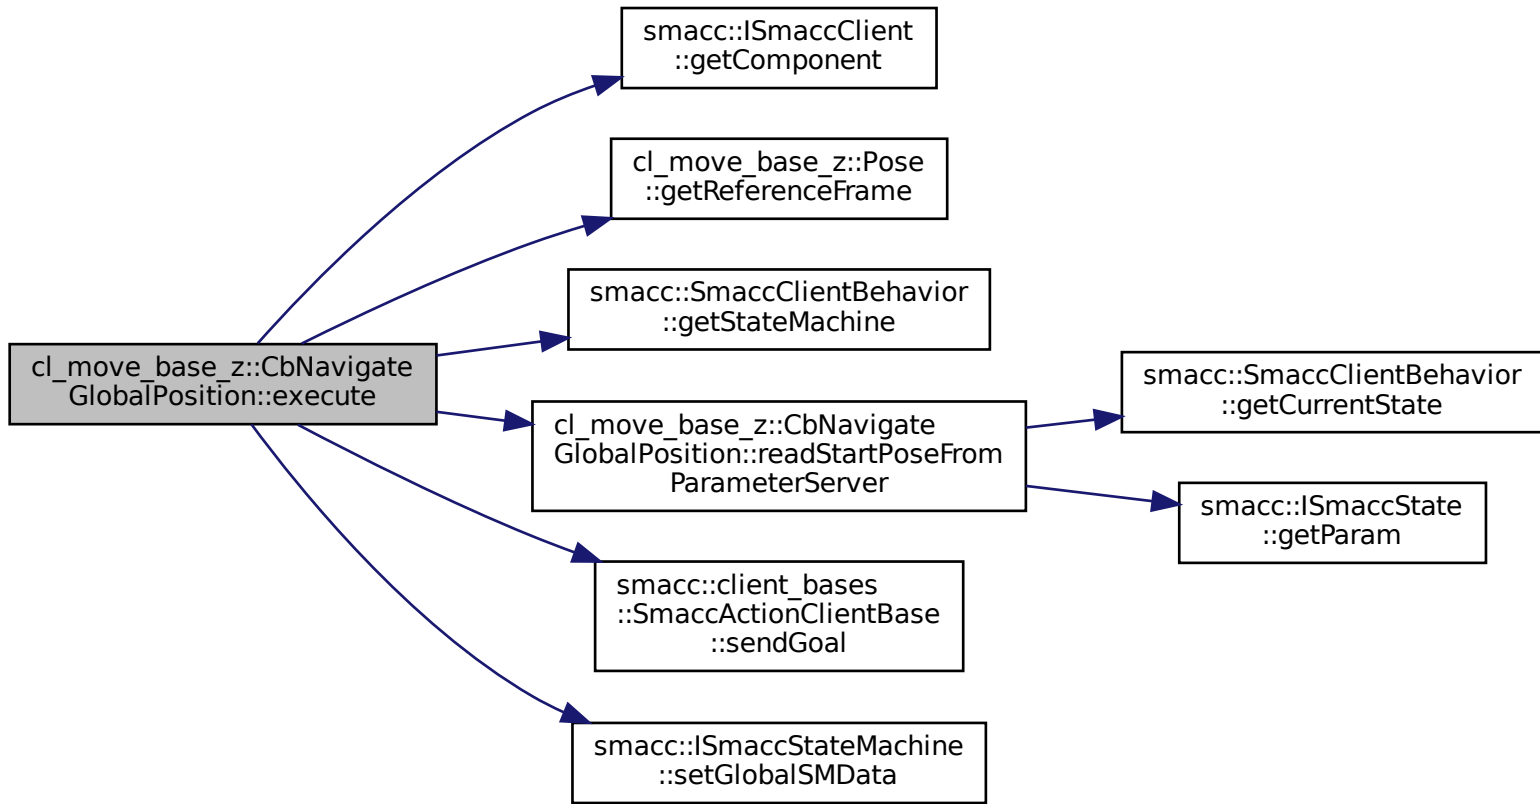 smacc::ISmaccClient
::getComponent
cl_move_base_z::Pose
::getReferenceFrame
smacc::SmaccClientBehavior
::getStateMachine
cl_move_base_z::CbNavigate
GlobalPosition::execute
cl_move_base_z::CbNavigate
GlobalPosition::readStartPoseFrom
ParameterServer
smacc::SmaccClientBehavior
::getCurrentState
smacc::ISmaccState
::getParam
smacc::client_bases
::SmaccActionClientBase
::sendGoal
smacc::ISmaccStateMachine
::setGlobalSMData